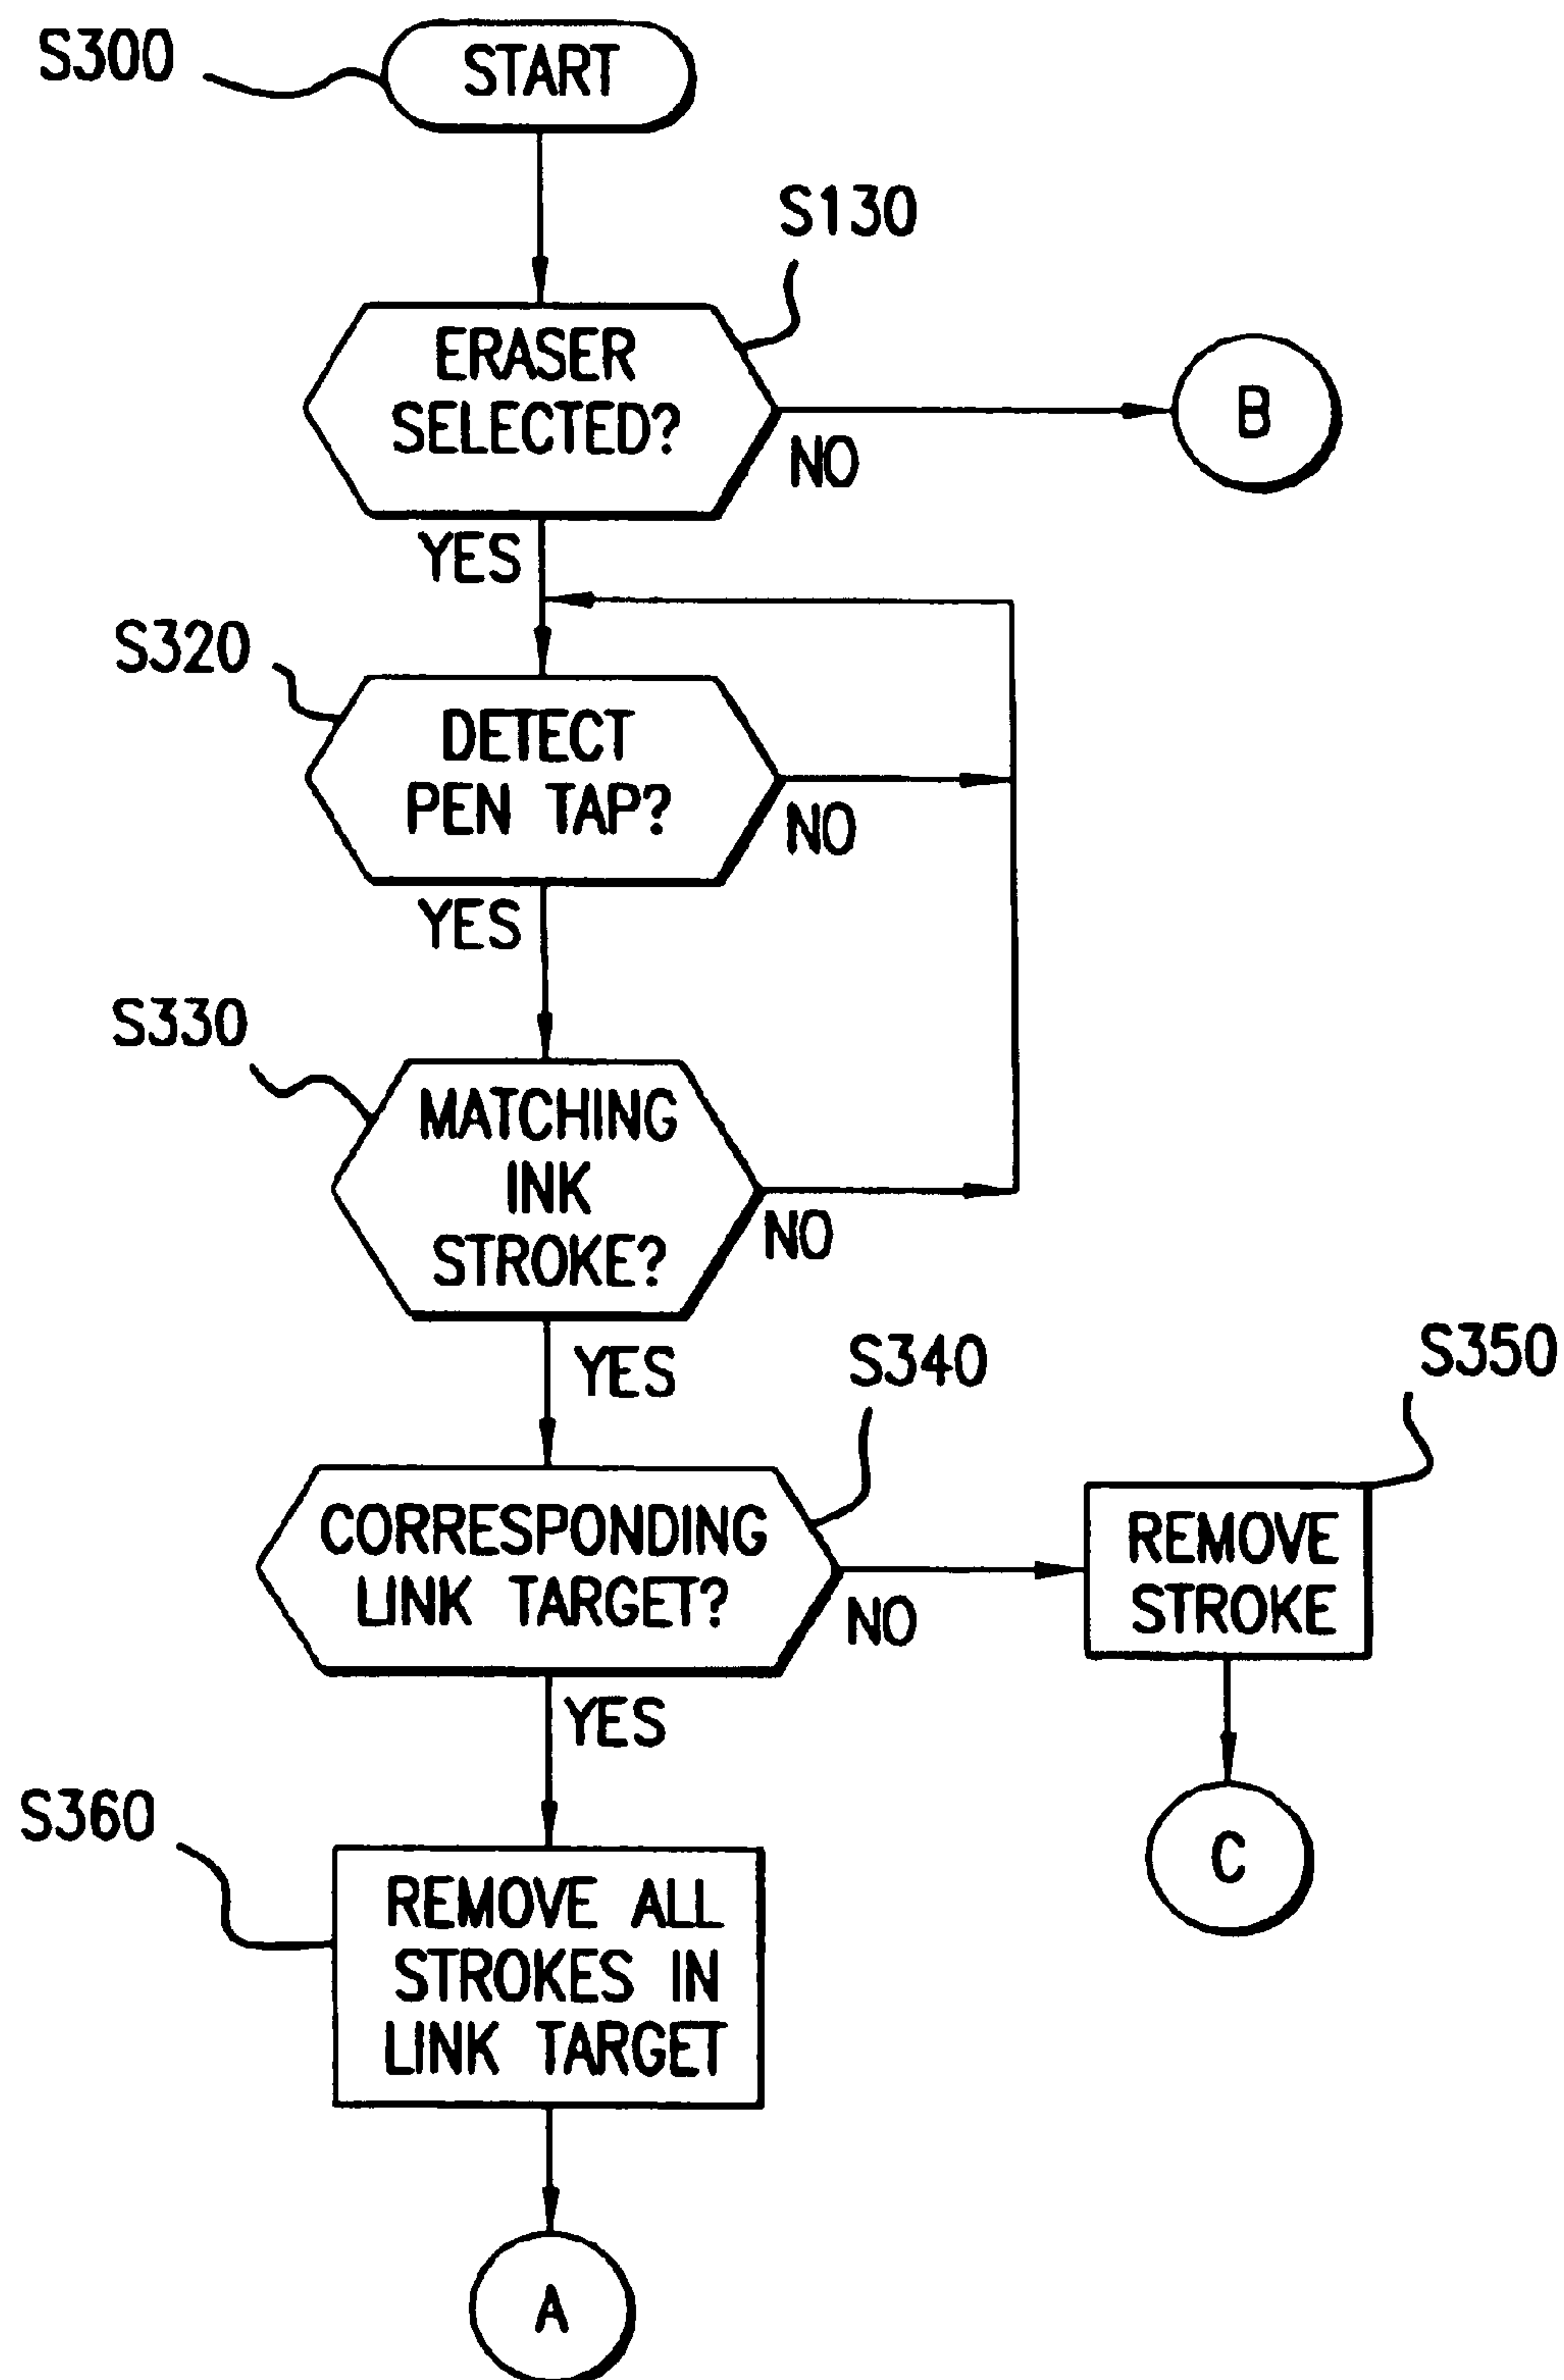 S300
START
S130
ERASER
SELECTED?
B
NO
YES
S320
DETECT
PEN TAP?
NO
YES
S330
MATCHING
INK
STROKE?
NO
YES
S340
S350
CORRESPONDING
LINK TARGET?
NO
REMOVE
STROKE
YES
C
S360
REMOVE ALL
STROKES IN
LINK TARGET
A